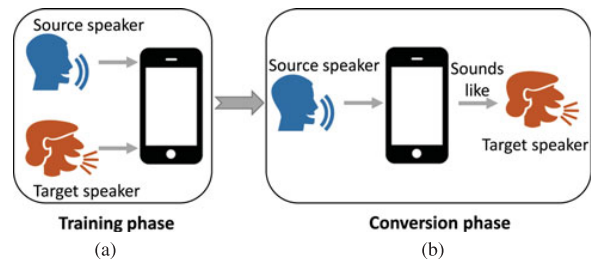 Source speaker
Target speaker
Training phase
(a)
Source speaker
Sounds
like
Target speaker
Conversion phase
(b)